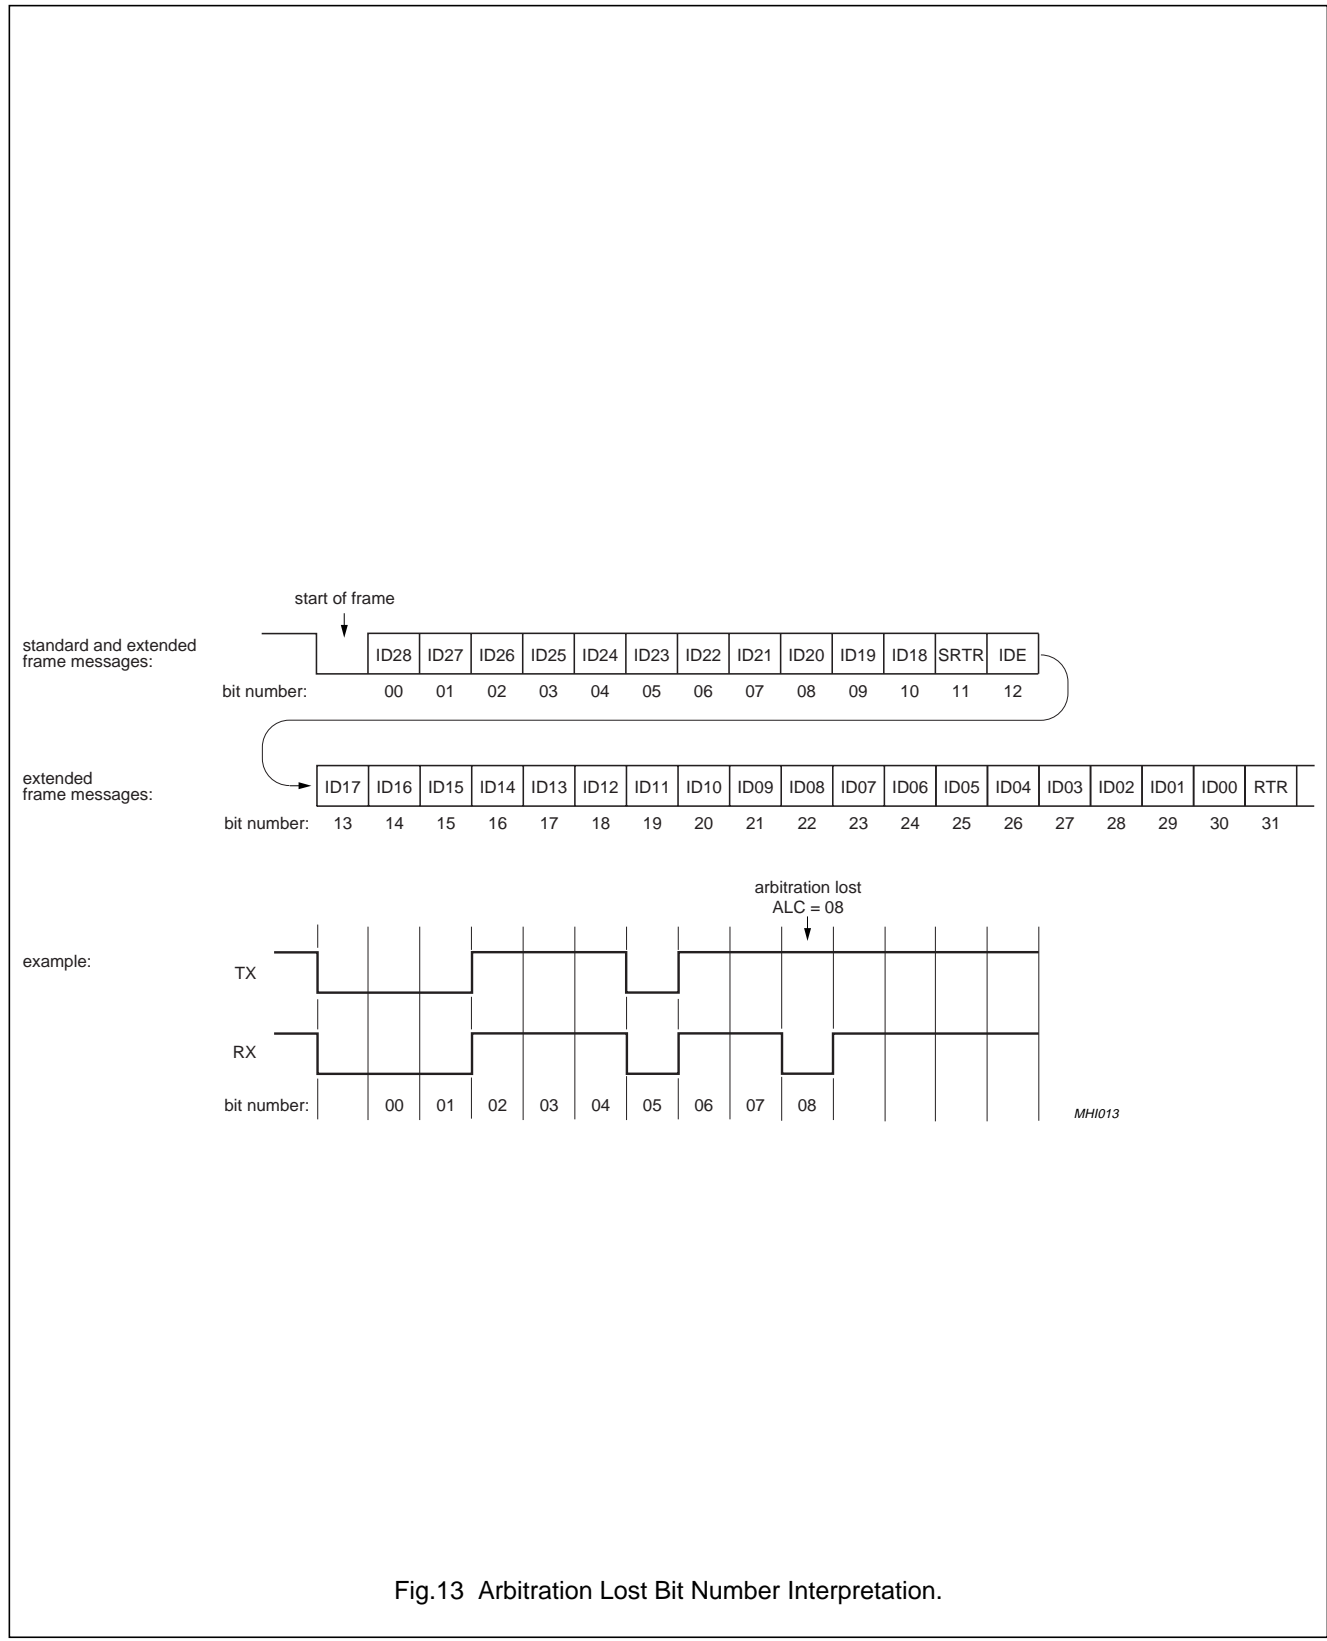 start of frame
standard and extended
frame messages:
ID28 ID27 ID26 ID25 ID24 ID23 ID22 ID21 ID20 ID19 ID18 SRTR IDE
bit number: 00 01 02 03 04 05 06 07 08 09 10 11 12
extended
frame messages:
ID17 ID16 ID15 ID14 ID13 ID12 ID11 ID10 ID09 ID08 ID07 ID06 ID05 ID04 ID03 ID02 ID01 ID00 RTR
bit number: 13 14 15 16 17 18 19 20 21 22 23 24 25 26 27 28 29 30 31
arbitration lost
ALC = 08
example:
TX
RX
bit number: 00 01 02 03 04 05 06 07 08
MHI013
Fig.13 Arbitration Lost Bit Number Interpretation.